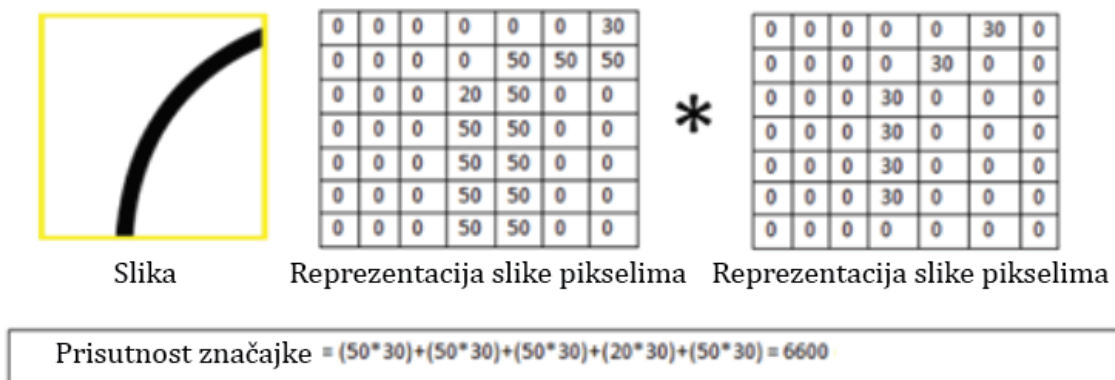 0 0 0 0 0 0 30
0 0 0 0 50 50 50
0 0 0 20 50 0 0
0 0 0 50 50 0 0
0 0 0 50 50 0 0
0 0 0 50 50 0 0
0 0 0 50 50 0 0
*
0 0 0 0 0 30 0
0 0 0 0 30 0 0
0 0 0 30 0 0 0
0 0 0 30 0 0 0
0 0 0 30 0 0 0
0 0 0 30 0 0 0
0 0 0 0 0 0 0
Slika
Reprezentacija slike pikselima
Reprezentacija slike pikselima
Prisutnost značajke = (50*30)+(50*30)+(50*30)+(20*30)+(50*30) = 6600